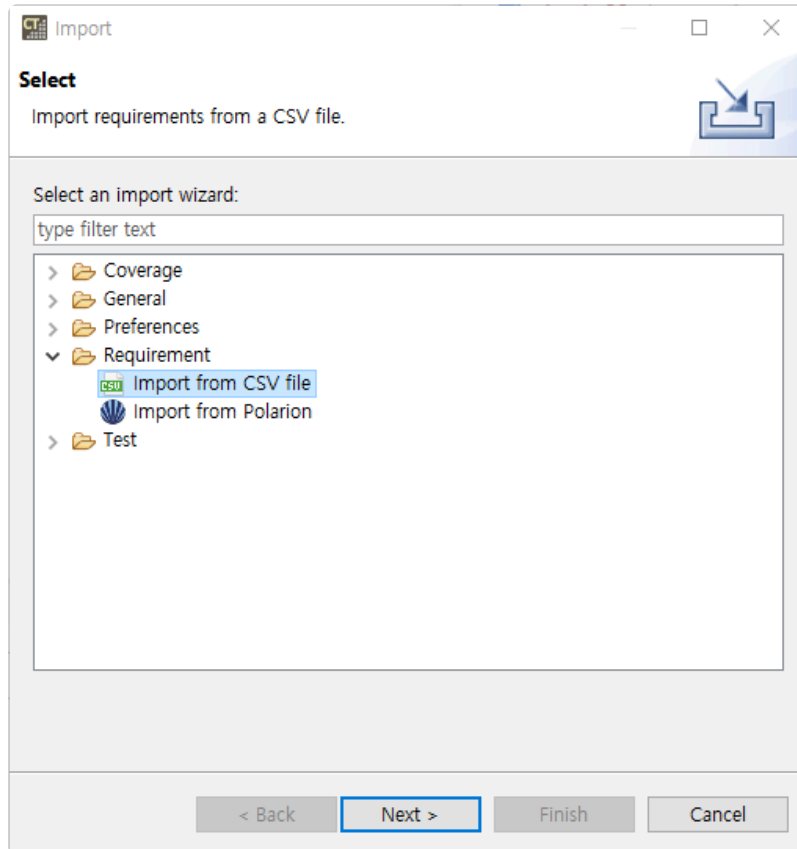 CT
Import
Select
Import requirements from a CSV file.
Select an import wizard:
type filter text
Coverage
General
Preferences
Requirement
CSV Import from CSV file
Import from Polarion
Test
< Back Next > Finish Cancel